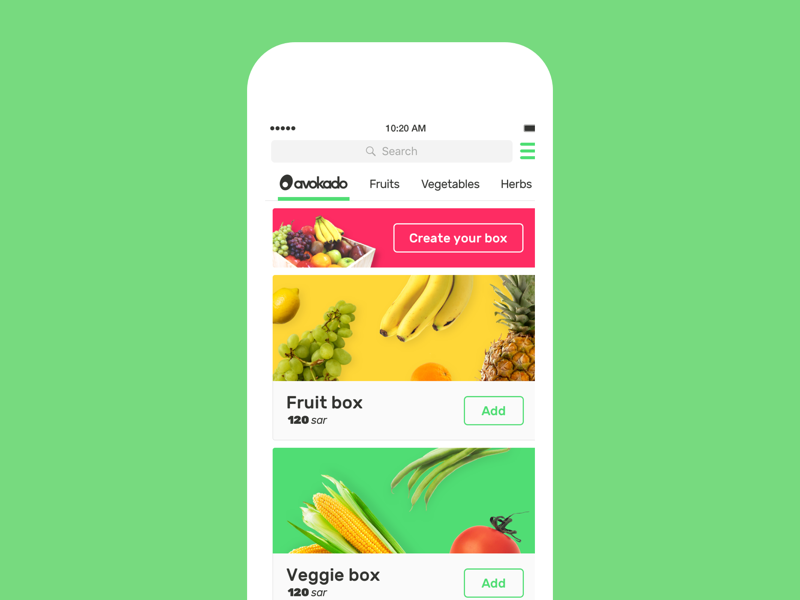 10:20 AM
Search
avokado Fruits Vegetables Herbs
Create your box
Fruit box
120 sar
Add
Veggie box
120 sar
Add